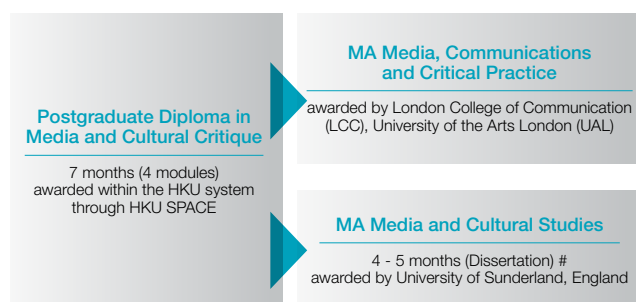 Postgraduate Diploma in
Media and Cultural Critique
7 months (4 modules)
awarded within the HKU system
through HKU SPACE
MA Media, Communications
and Critical Practice
awarded by London College of Communication
(LCC), University of the Arts London (UAL)
MA Media and Cultural Studies
4 - 5 months (Dissertation) #
awarded by University of Sunderland, England